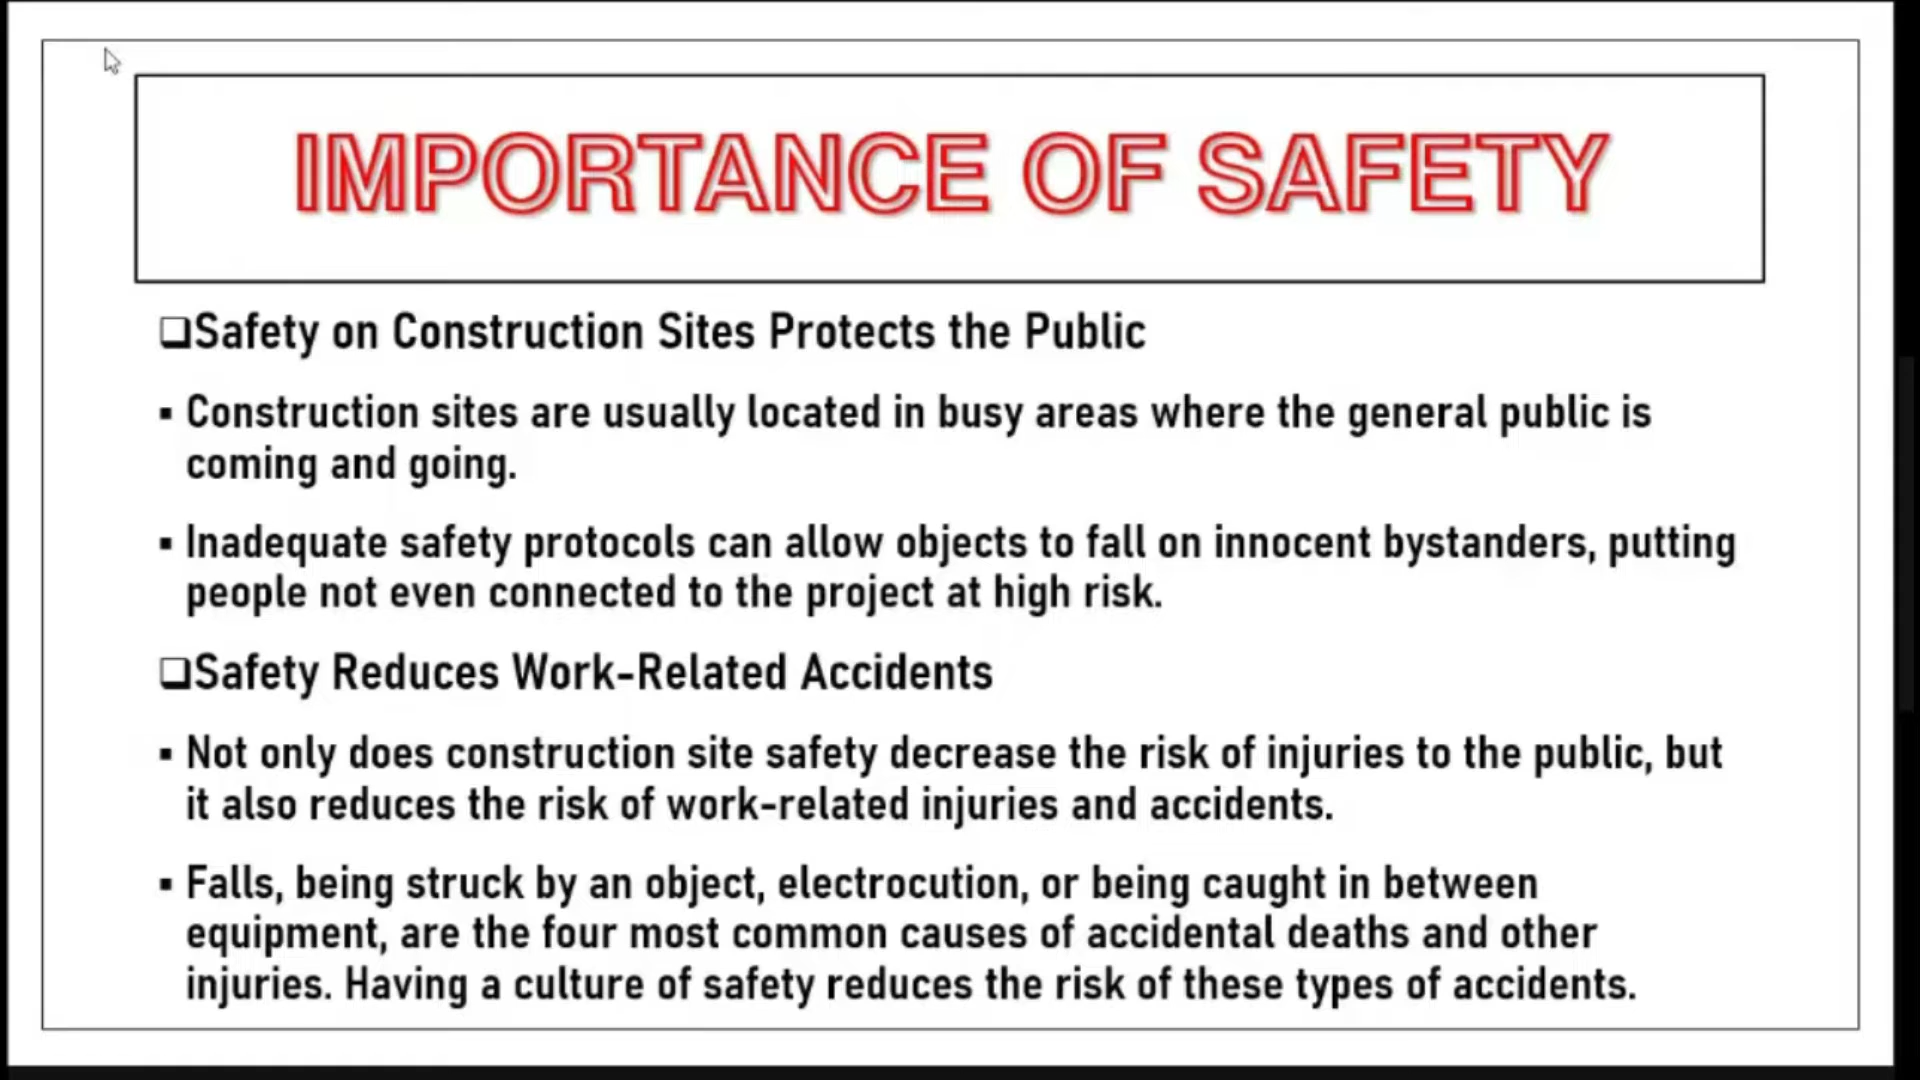 IMPORTANCE OF SAFETY
❑Safety on Construction Sites Protects the Public
▪ Construction sites are usually located in busy areas where the general public is
coming and going.
▪ Inadequate safety protocols can allow objects to fall on innocent bystanders, putting
people not even connected to the project at high risk.
❑Safety Reduces Work-Related Accidents
▪ Not only does construction site safety decrease the risk of injuries to the public, but
it also reduces the risk of work-related injuries and accidents.
▪ Falls, being struck by an object, electrocution, or being caught in between
equipment, are the four most common causes of accidental deaths and other
injuries. Having a culture of safety reduces the risk of these types of accidents.